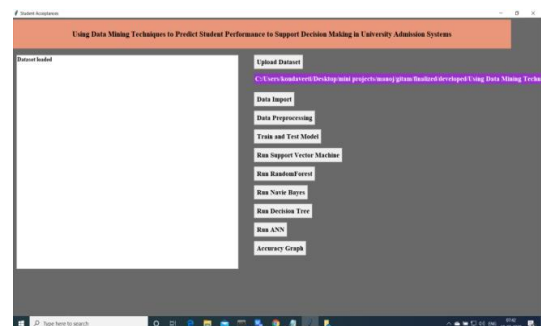 Student Acceptances
Using Data Mining Techniques to Predict Student Performance to Support Decision Making in University Admission Systems
Dataset loaded
Upload Dataset
C:/Users/kondaveeti/Desktop/mini projects/manoj/gitam/finalized/developed/Using Data Mining Techn
Data Import
Data Preprocessing
Train and Test Model
Run Support Vector Machine
Run RandomForest
Run Navie Bayes
Run Decision Tree
Run ANN
Accuracy Graph
Type here to search
ENG
07:42